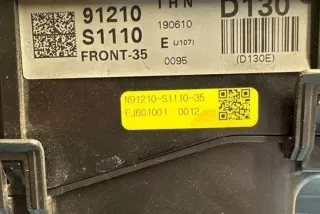 91210 THN D130
S1110 190610
FRONT-35 E (J107)
0095 (D130E)
N91210-S1110-35
EJ601001 0012